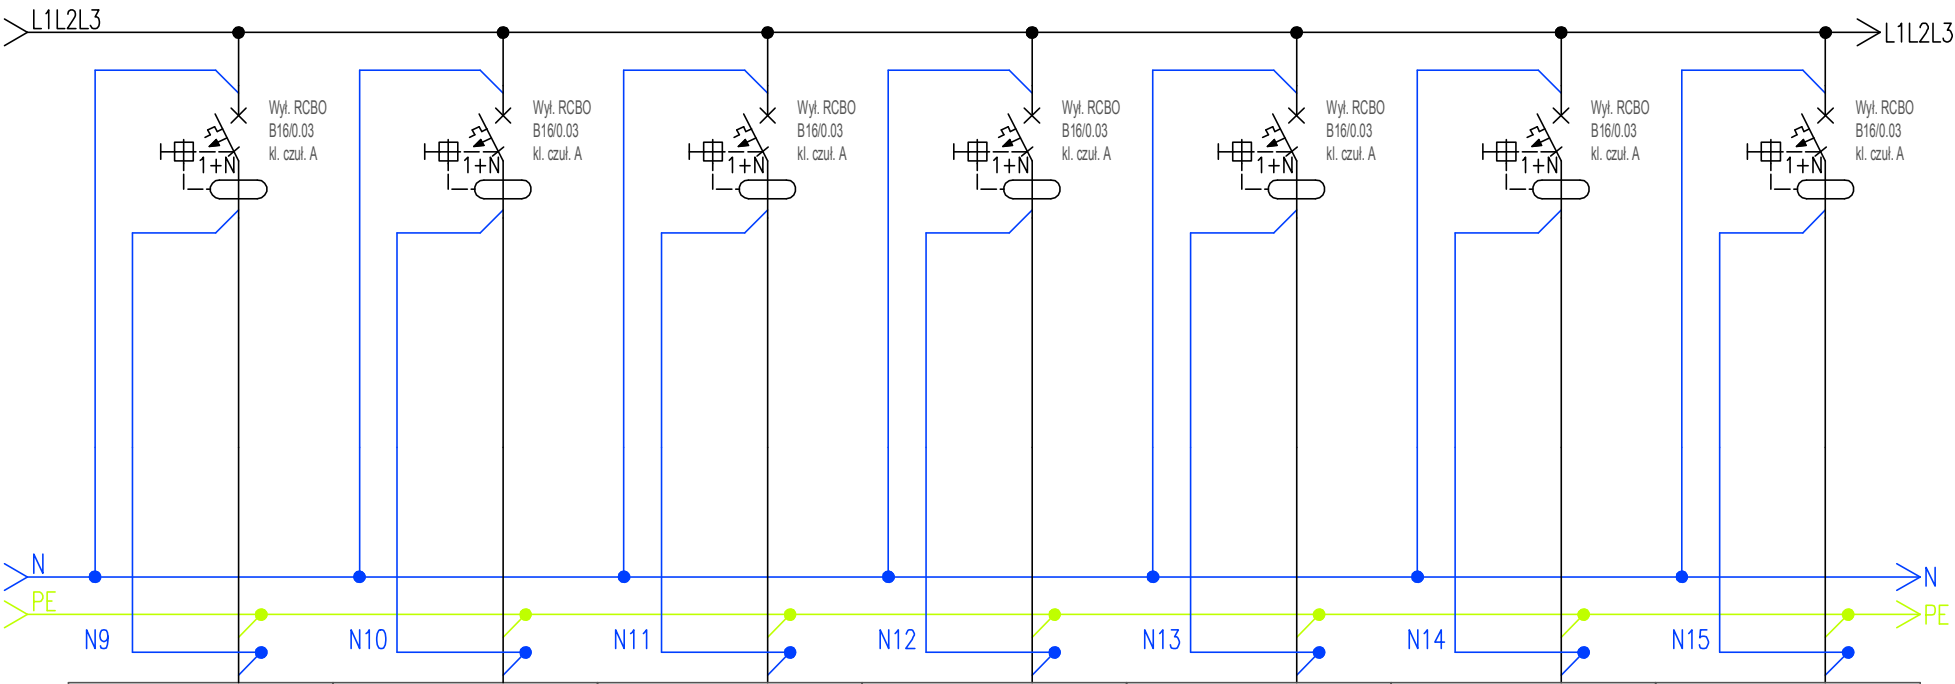 L1L2L3
L1L2L3
Wył. RCBO
B16/0.03
kl. czuł. A
1+N
Wył. RCBO
B16/0.03
kl. czuł. A
1+N
Wył. RCBO
B16/0.03
kl. czuł. A
1+N
Wył. RCBO
B16/0.03
kl. czuł. A
1+N
Wył. RCBO
B16/0.03
kl. czuł. A
1+N
Wył. RCBO
B16/0.03
kl. czuł. A
1+N
Wył. RCBO
B16/0.03
kl. czuł. A
1+N
N
N
PE
PE
N9
N10
N11
N12
N13
N14
N15